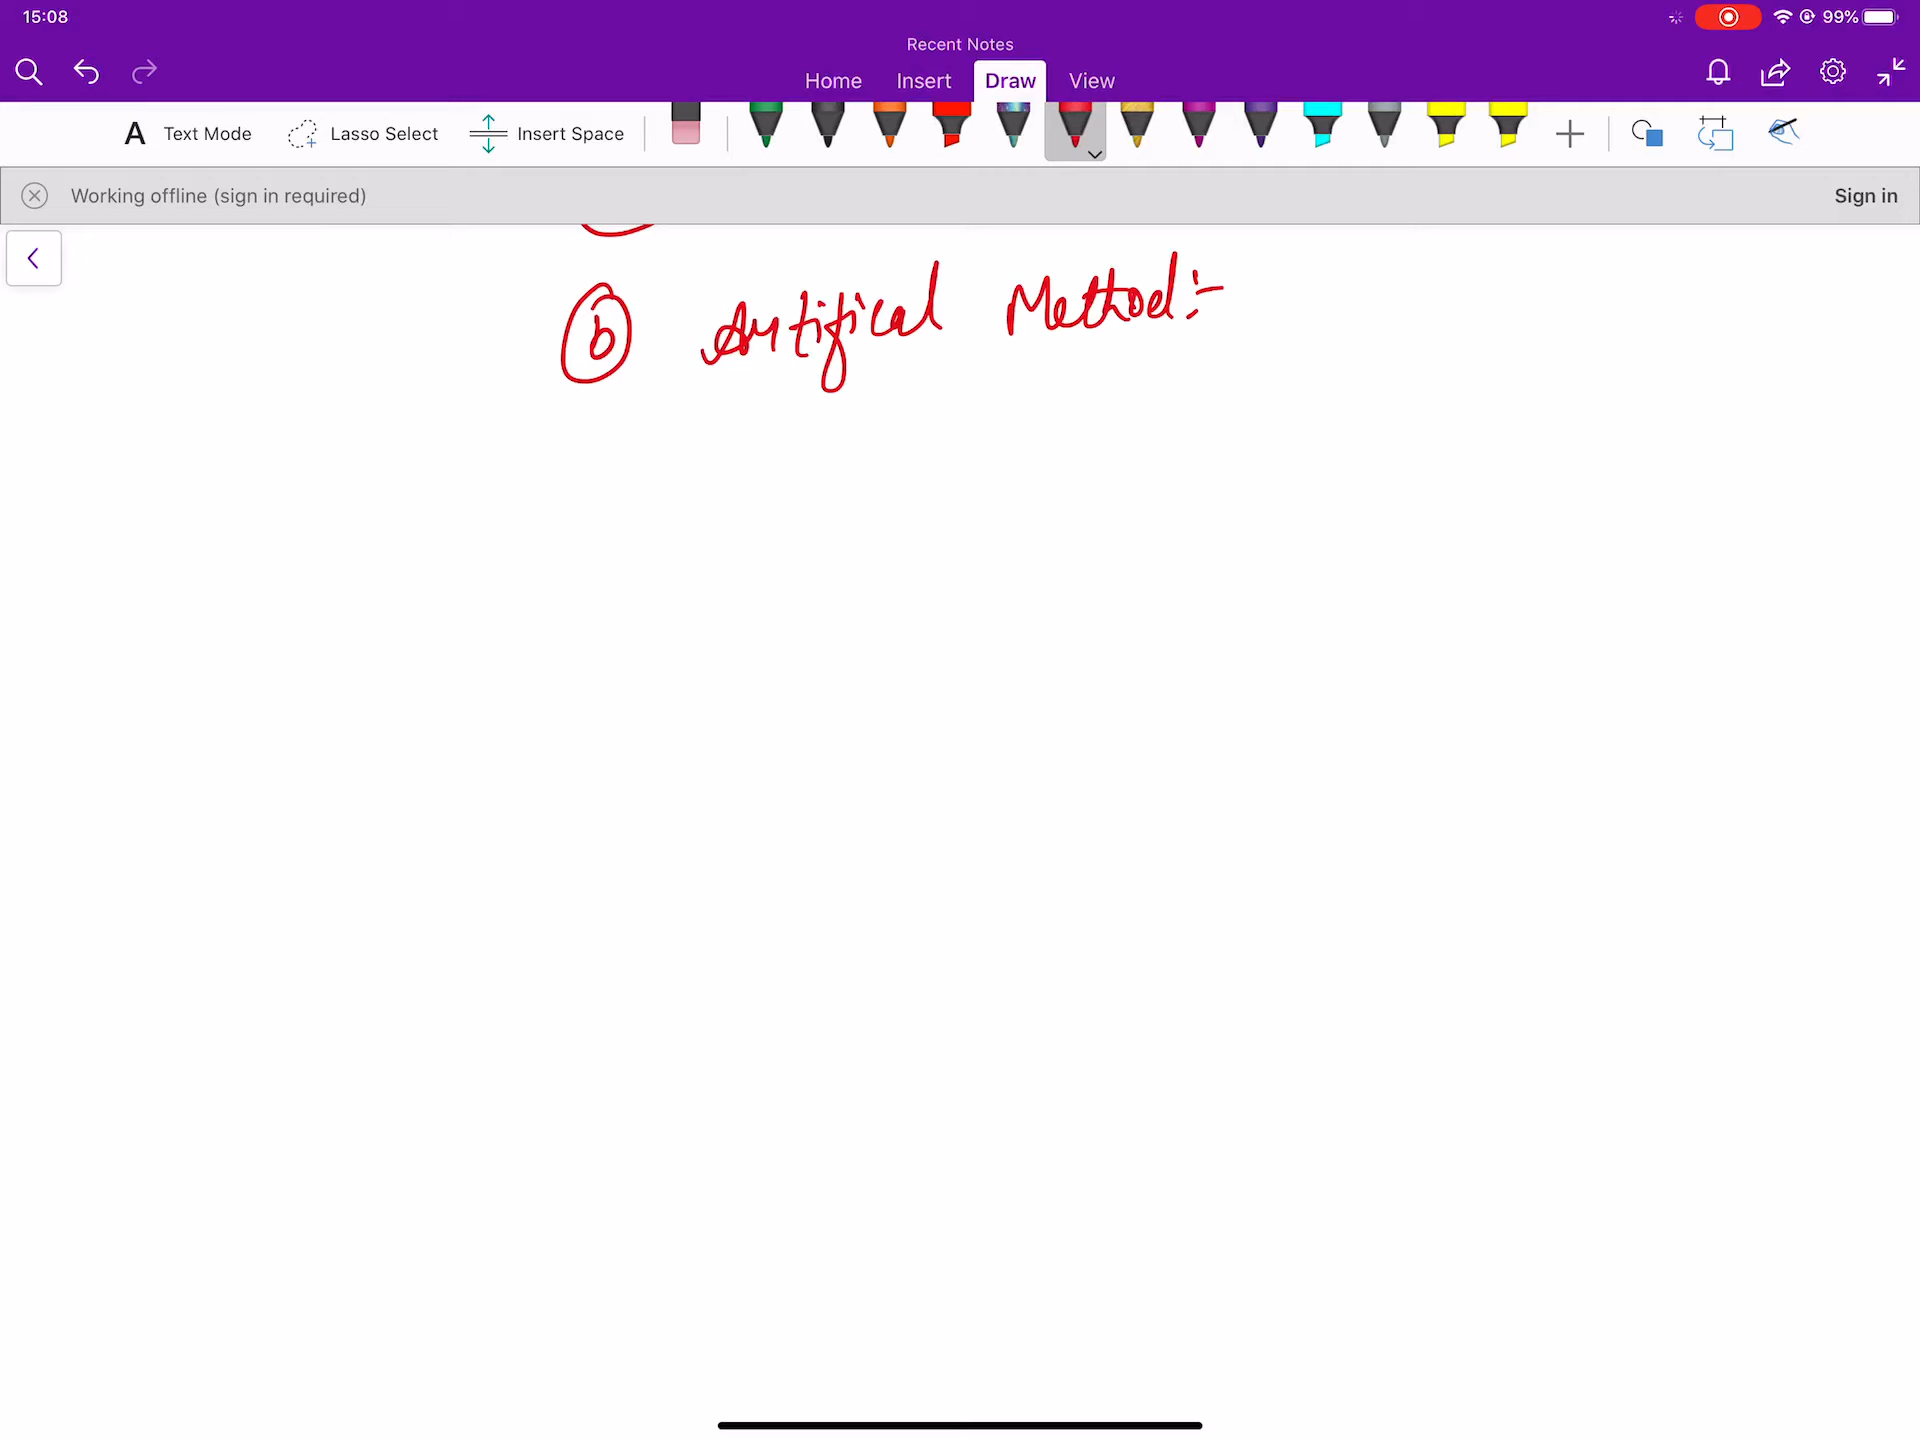 15:08
99%
Recent Notes
Home Insert Draw View
A Text Mode Lasso Select Insert Space
Working offline (sign in required) Sign in
b Artifical Method:-